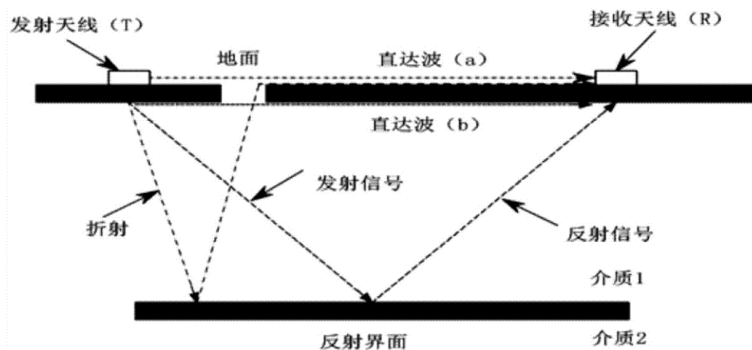 发射天线（T）
接收天线（R）
地面
直达波（a）
直达波（b）
发射信号
折射
反射信号
介质1
反射界面
介质2